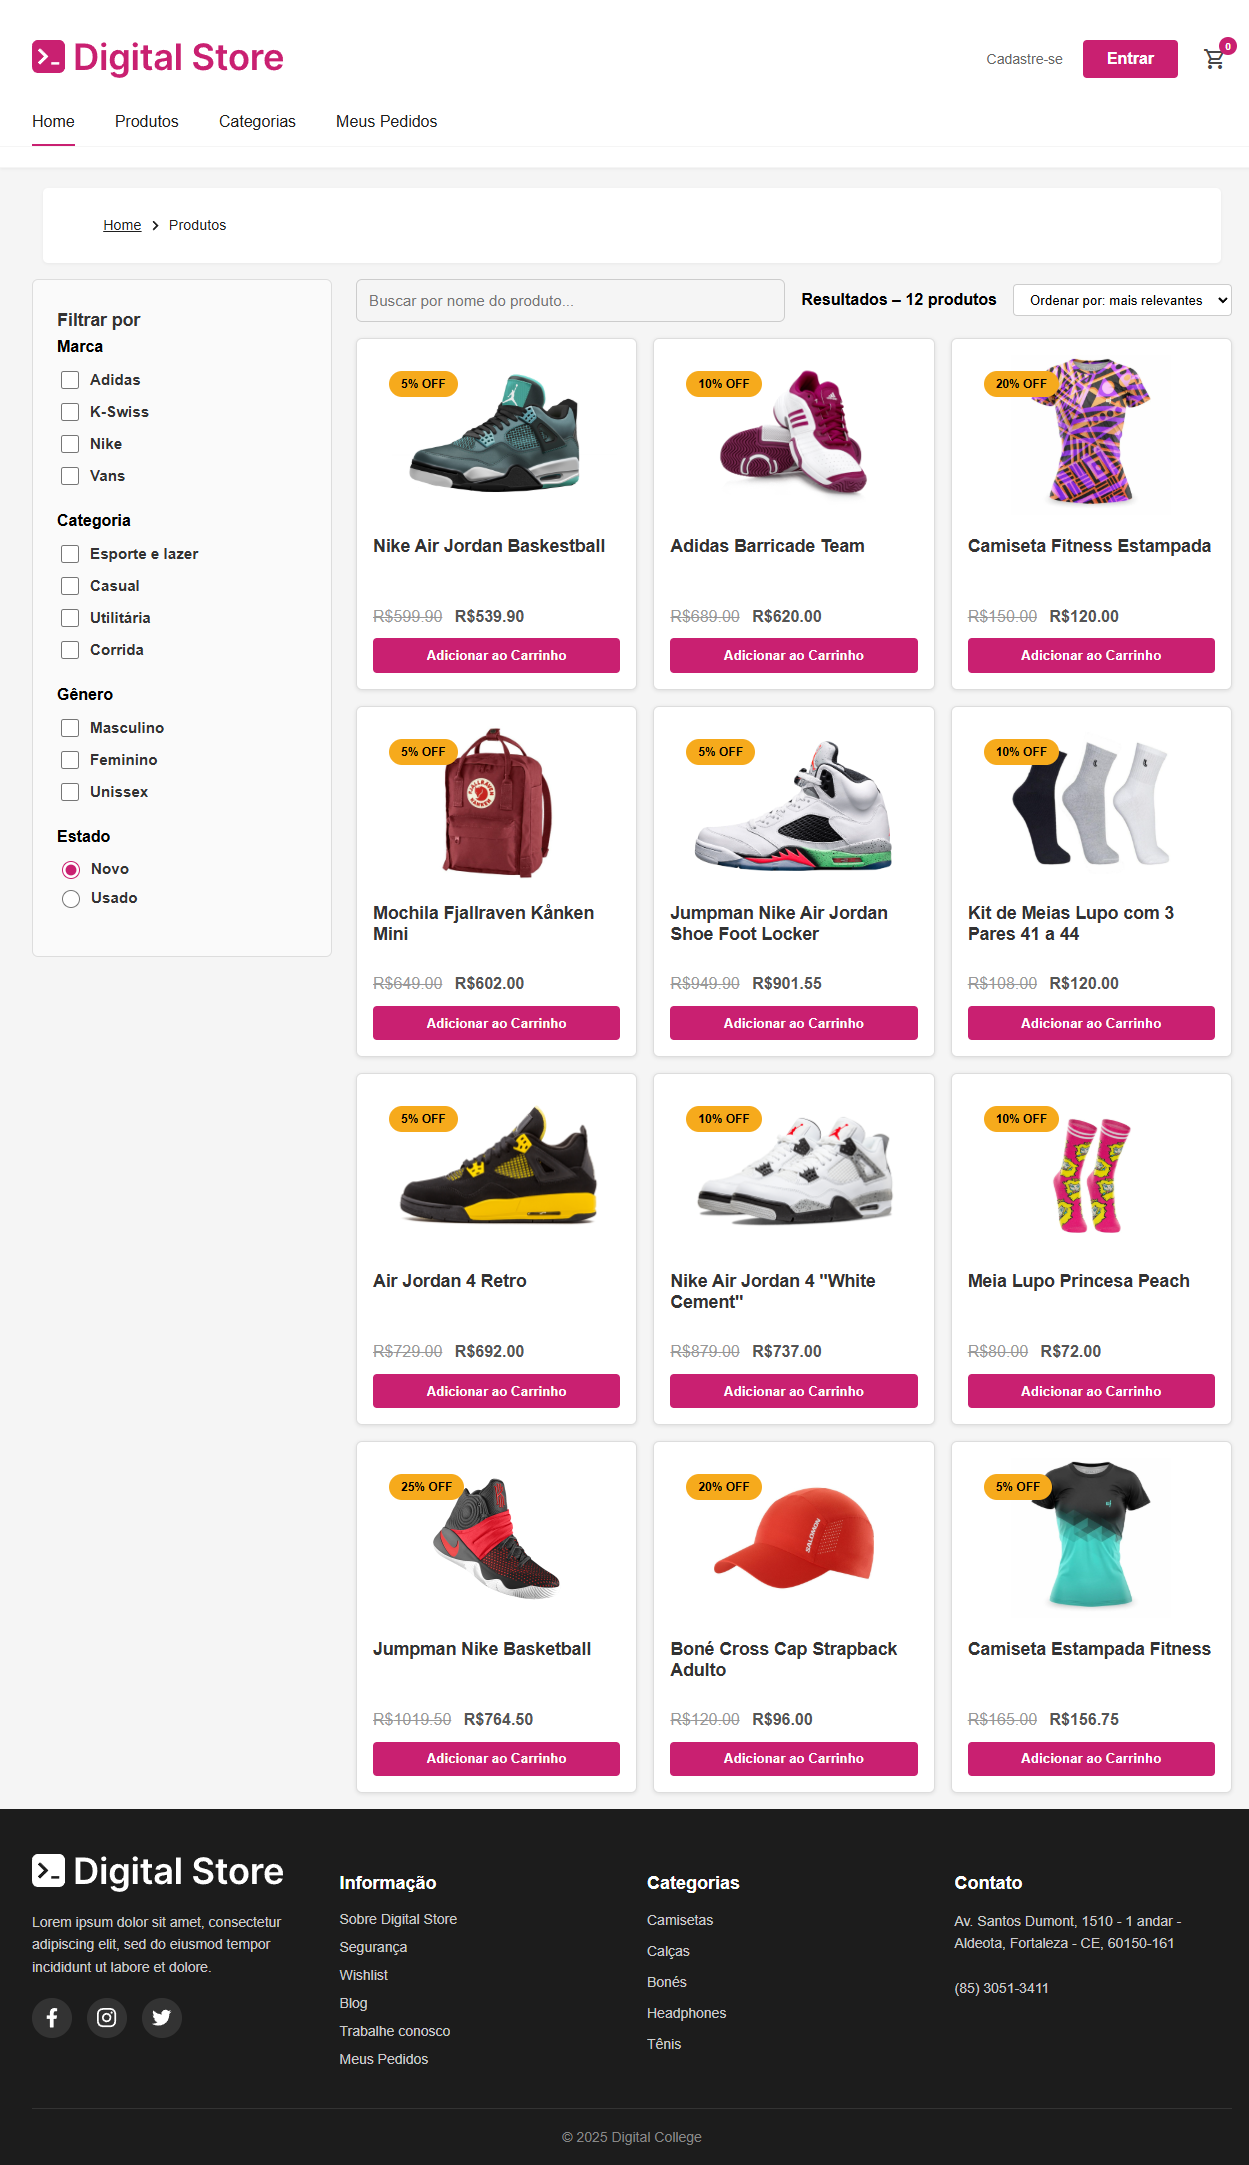 Digital Store
Cadastre-se
Entrar
0
Home
Produtos
Categorias
Meus Pedidos
Home
Produtos
Filtrar por
Marca
Adidas
K-Swiss
Nike
Vans
Categoria
Esporte e lazer
Casual
Utilitária
Corrida
Gênero
Masculino
Feminino
Unissex
Estado
Novo
Usado
Buscar por nome do produto...
Resultados – 12 produtos
Ordenar por: mais relevantes
5% OFF
Nike Air Jordan Baskestball
R$599.90 R$539.90
Adicionar ao Carrinho
10% OFF
Adidas Barricade Team
R$689.00 R$620.00
Adicionar ao Carrinho
20% OFF
Camiseta Fitness Estampada
R$150.00 R$120.00
Adicionar ao Carrinho
5% OFF
Mochila Fjallraven Kånken
Mini
R$649.00 R$602.00
Adicionar ao Carrinho
5% OFF
Jumpman Nike Air Jordan
Shoe Foot Locker
R$949.90 R$901.55
Adicionar ao Carrinho
10% OFF
Kit de Meias Lupo com 3
Pares 41 a 44
R$108.00 R$120.00
Adicionar ao Carrinho
5% OFF
Air Jordan 4 Retro
R$729.00 R$692.00
Adicionar ao Carrinho
10% OFF
Nike Air Jordan 4 "White
Cement"
R$879.00 R$737.00
Adicionar ao Carrinho
10% OFF
Meia Lupo Princesa Peach
R$80.00 R$72.00
Adicionar ao Carrinho
25% OFF
Jumpman Nike Basketball
R$1019.50 R$764.50
Adicionar ao Carrinho
20% OFF
SALOMON
Boné Cross Cap Strapback
Adulto
R$120.00 R$96.00
Adicionar ao Carrinho
5% OFF
Camiseta Estampada Fitness
R$165.00 R$156.75
Adicionar ao Carrinho
Digital Store
Lorem ipsum dolor sit amet, consectetur
adipiscing elit, sed do eiusmod tempor
incididunt ut labore et dolore.
Informação
Sobre Digital Store
Segurança
Wishlist
Blog
Trabalhe conosco
Meus Pedidos
Categorias
Camisetas
Calças
Bonés
Headphones
Tênis
Contato
Av. Santos Dumont, 1510 - 1 andar -
Aldeota, Fortaleza - CE, 60150-161
(85) 3051-3411
© 2025 Digital College